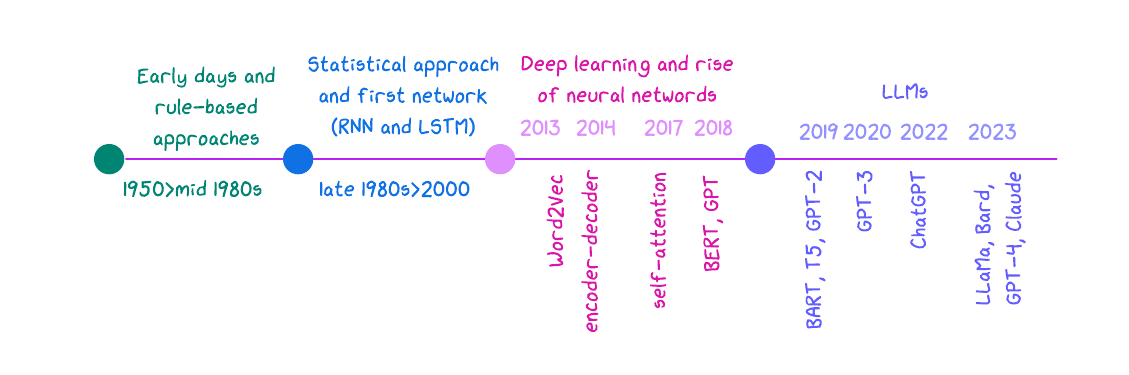 Early days and
rule-based
approaches
1950>mid 1980s
Statistical approach
and first network
(RNN and LSTM)
late 1980s>2000
Deep learning and rise
of neural networks
2013
Word2Vec
2014
encoder-decoder
2017
self-attention
2018
BERT, GPT
LLMs
2019
BART, T5, GPT-2
2020
GPT-3
2022
ChatGPT
2023
LLaMa, Bard,
GPT-4, Claude